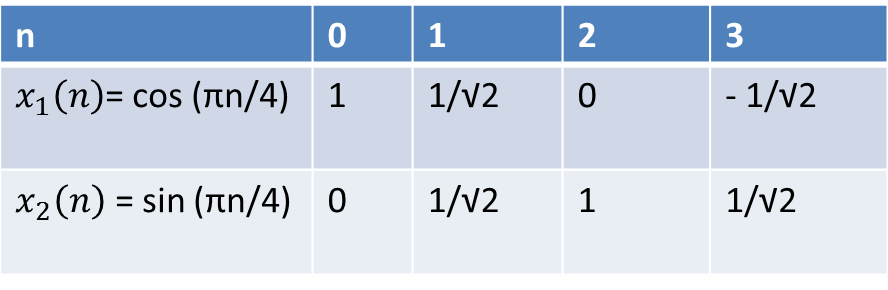 n 0 1 2 3
x₁(n)= cos (πn/4) 1 1/√2 0 - 1/√2
x₂(n) = sin (πn/4) 0 1/√2 1 1/√2